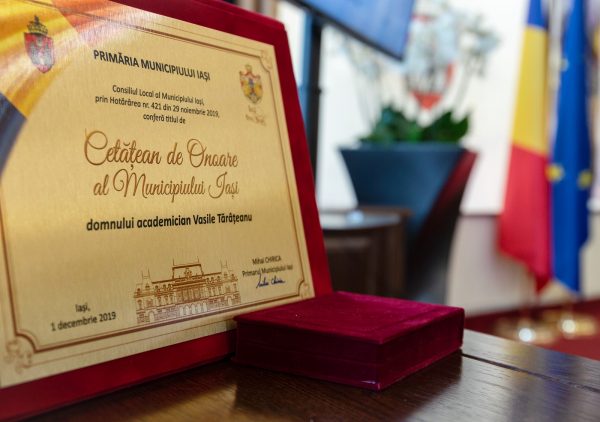 PRIMĂRIA MUNICIPIULUI IAȘI
Consiliul Local al Municipiului Iași,
prin Hotărârea nr. 421 din 29 noiembrie 2019,
conferă titlul de
Cetățean de Onoare
al Municipiului Iași
domnului academician Vasile Tărâțeanu
Mihai CHIRICA
Primarul Municipiului Iași
Iași,
1 decembrie 2019